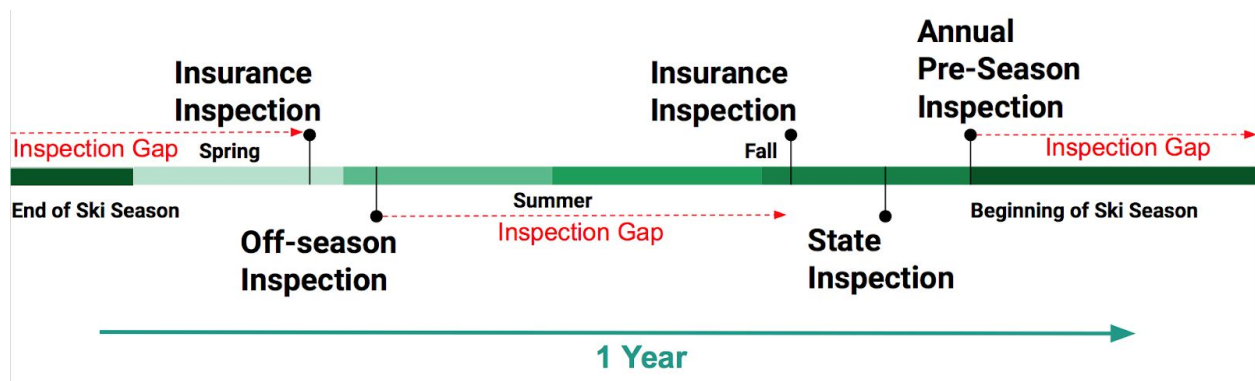 Insurance
Inspection
Insurance
Inspection
Annual
Pre-Season
Inspection
Inspection Gap
Spring
Fall
Inspection Gap
End of Ski Season
Summer
Beginning of Ski Season
Inspection Gap
Off-season
Inspection
State
Inspection
1 Year